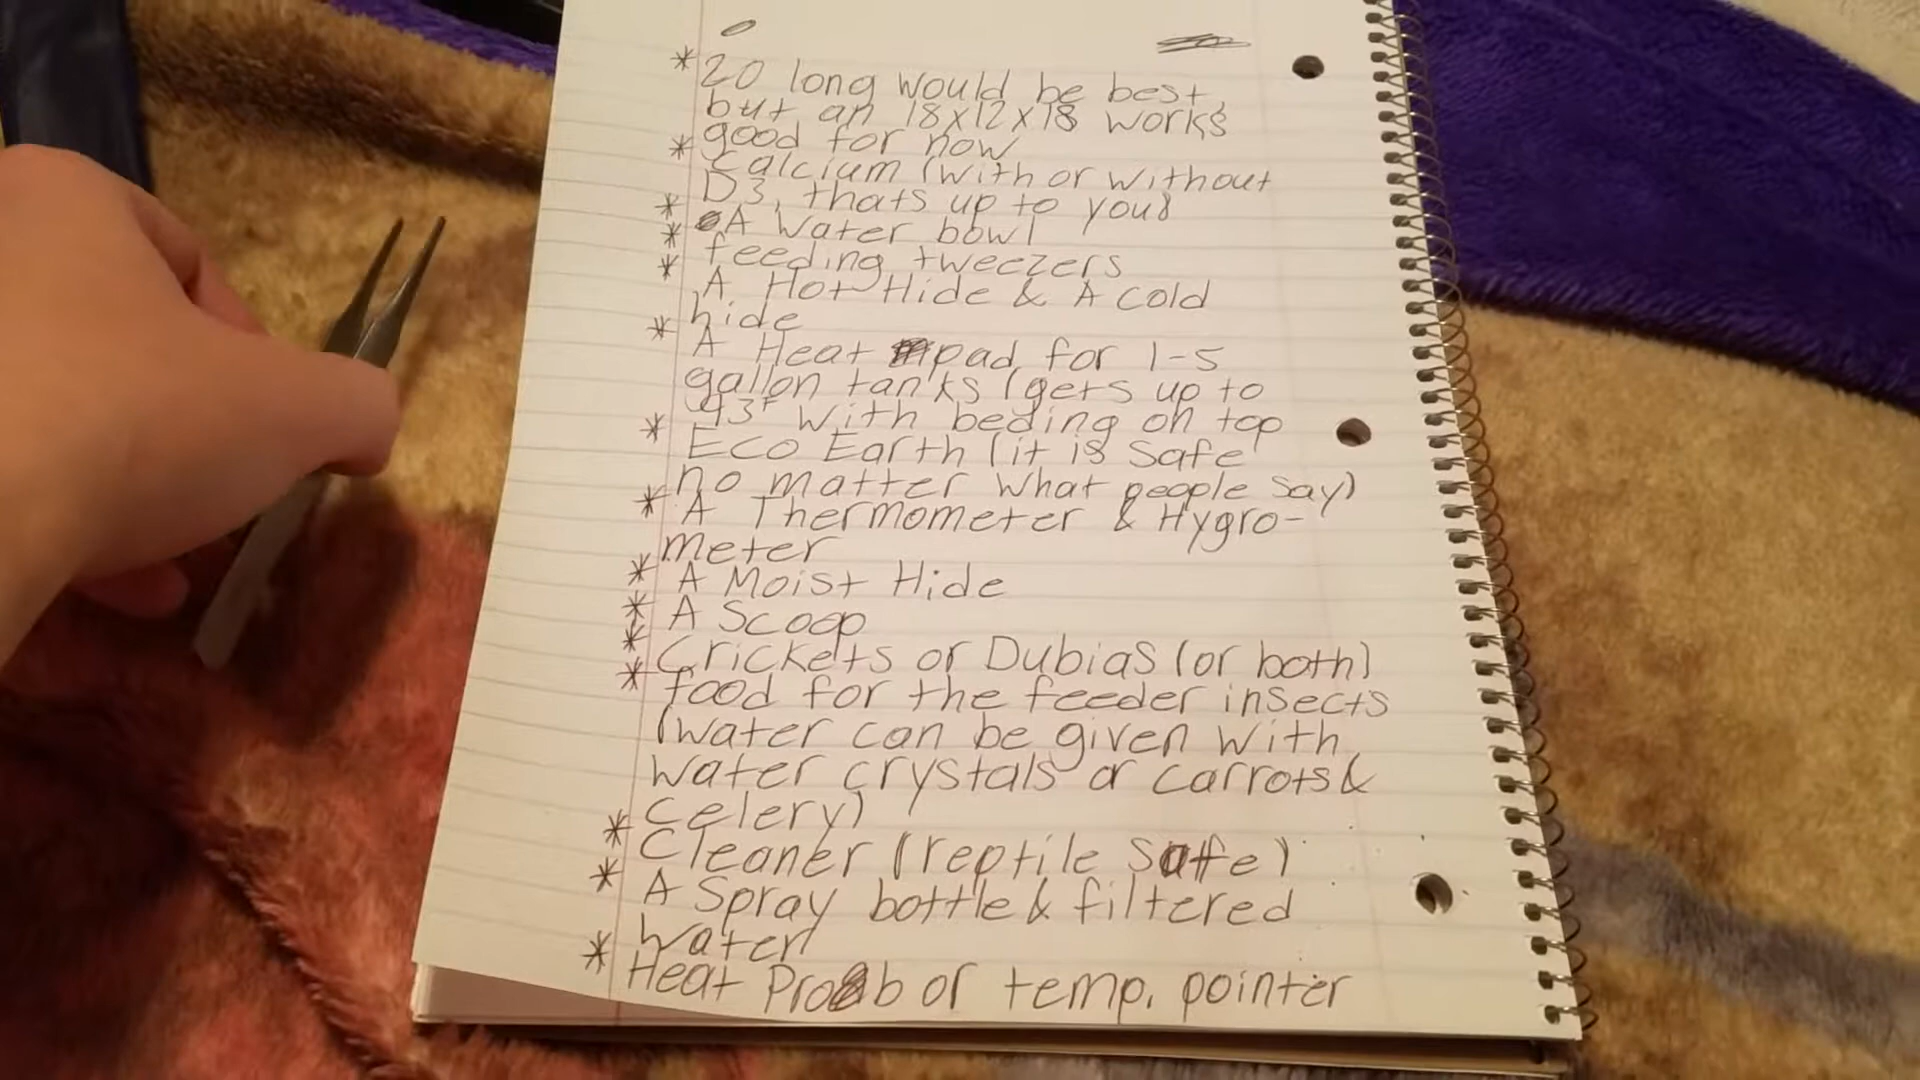 * 20 long would be best,
but an 18x12x18 works
good for now
* Calcium (with or without
D3, thats up to you)
* A Water bowl
* feeding tweezers
* A Hot Hide & A cold
hide
* A Heat pad for 1-5
gallon tanks (gets up to
93F with beding on top
* Eco Earth (it is safe
no matter what people say)
* A Thermometer & Hygro-
meter
* A Moist Hide
* A Scoop
* Crickets or Dubias (or both)
* food for the feeder insects
(water can be given with
water crystals or carrots &
celery)
* Cleaner (reptile safe)
* A Spray bottle & filtered
water
* Heat Prob or temp. pointer